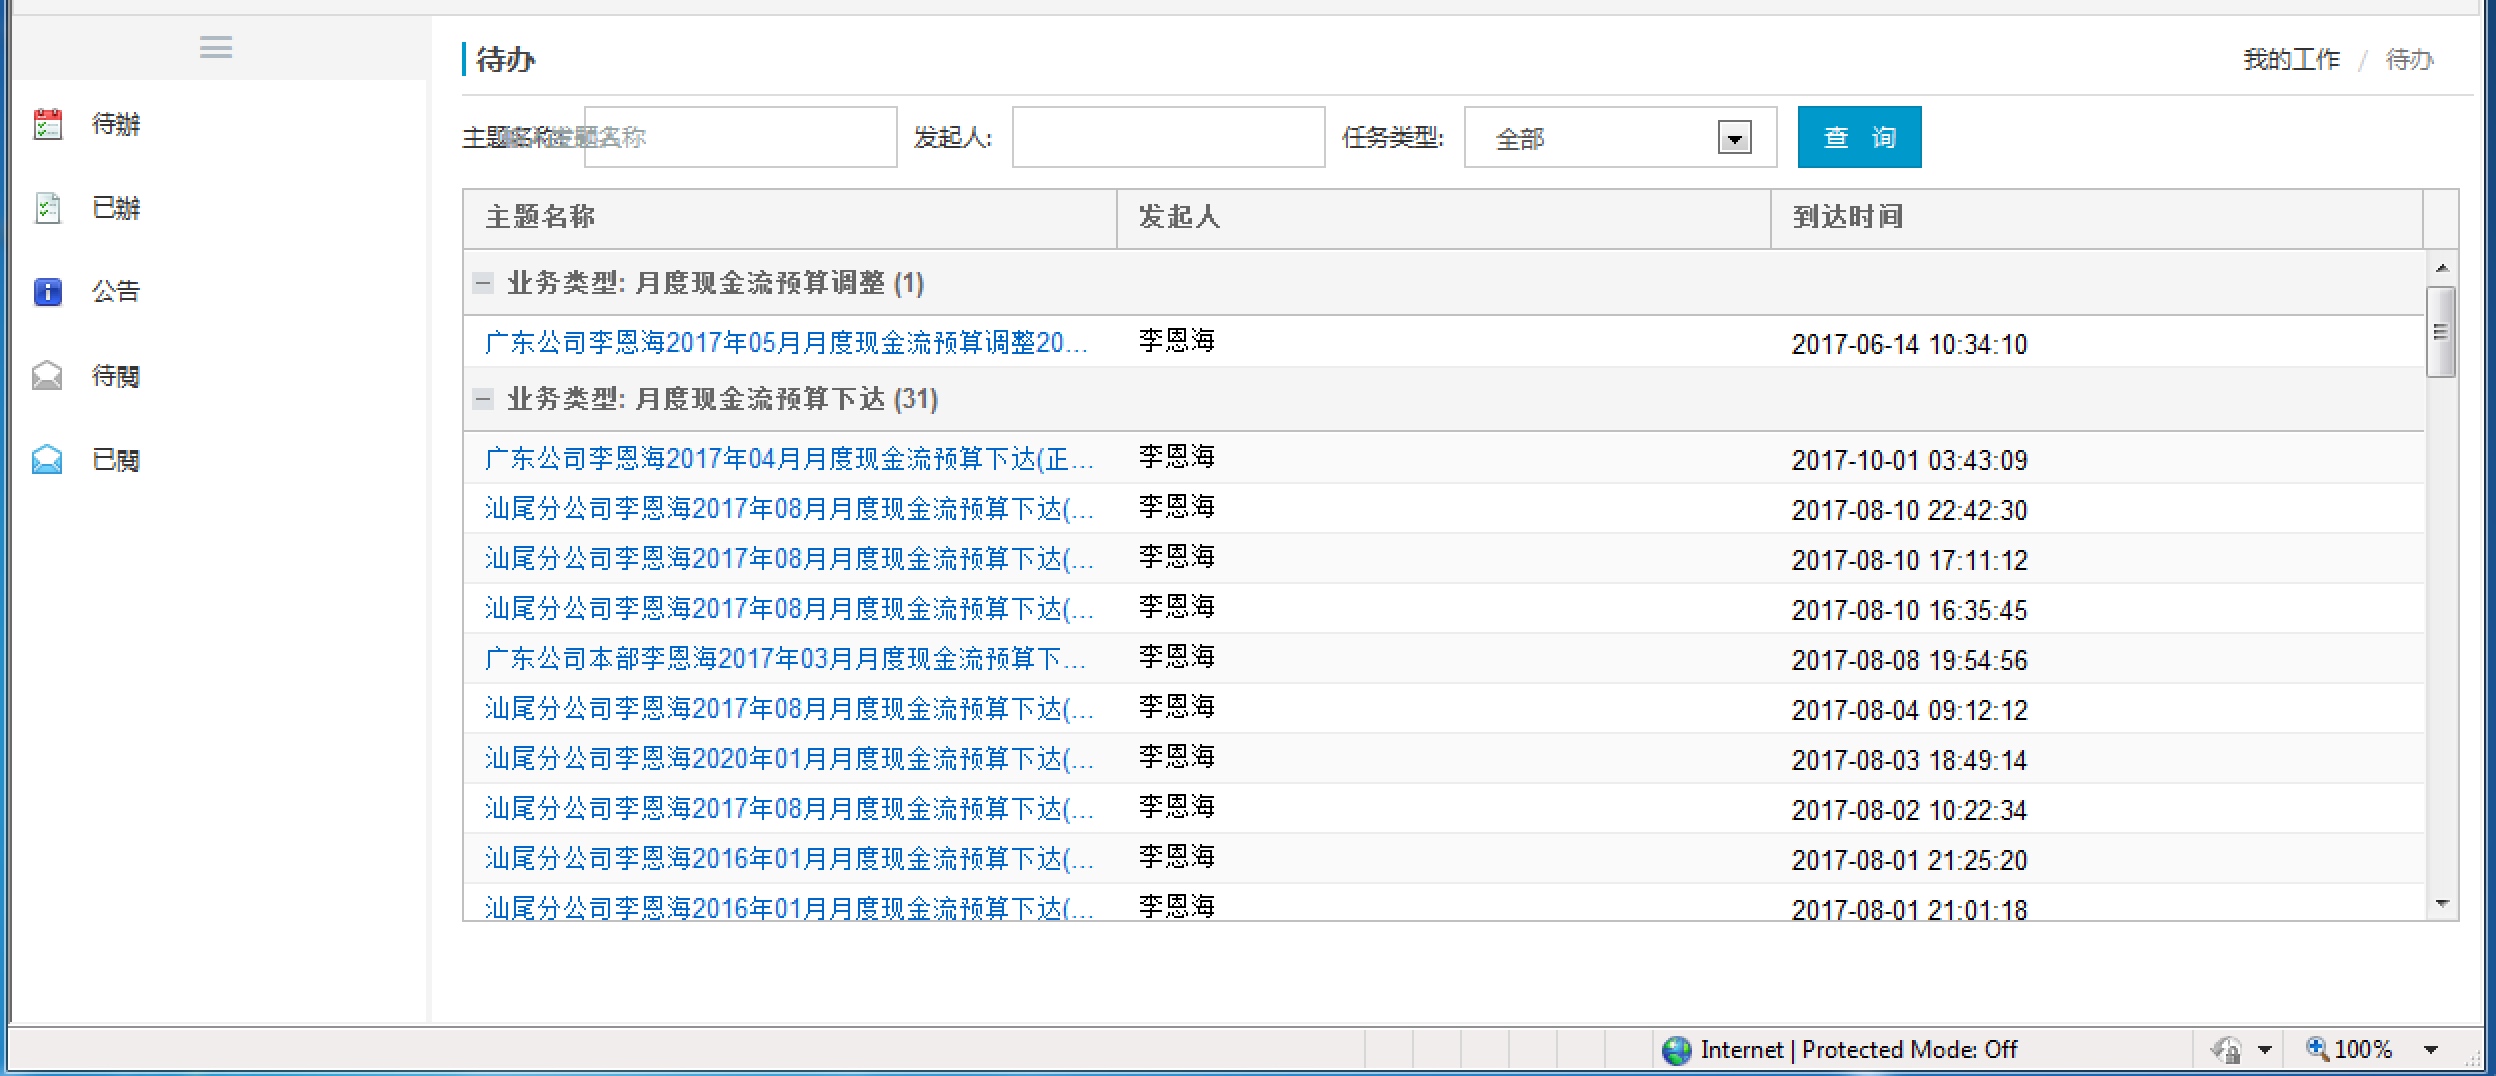 待办
我的工作 / 待办
待辦
已辦
公告
待閱
已閱
主题名称 发起人: 任务类型: 全部 查 询
主题名称 发起人 到达时间
业务类型: 月度现金流预算调整 (1)
广东公司李恩海2017年05月月度现金流预算调整20... 李恩海 2017-06-14 10:34:10
业务类型: 月度现金流预算下达 (31)
广东公司李恩海2017年04月月度现金流预算下达(正... 李恩海 2017-10-01 03:43:09
汕尾分公司李恩海2017年08月月度现金流预算下达(... 李恩海 2017-08-10 22:42:30
汕尾分公司李恩海2017年08月月度现金流预算下达(... 李恩海 2017-08-10 17:11:12
汕尾分公司李恩海2017年08月月度现金流预算下达(... 李恩海 2017-08-10 16:35:45
广东公司本部李恩海2017年03月月度现金流预算下... 李恩海 2017-08-08 19:54:56
汕尾分公司李恩海2017年08月月度现金流预算下达(... 李恩海 2017-08-04 09:12:12
汕尾分公司李恩海2020年01月月度现金流预算下达(... 李恩海 2017-08-03 18:49:14
汕尾分公司李恩海2017年08月月度现金流预算下达(... 李恩海 2017-08-02 10:22:34
汕尾分公司李恩海2016年01月月度现金流预算下达(... 李恩海 2017-08-01 21:25:20
汕尾分公司李恩海2016年01月月度现金流预算下达(... 李恩海 2017-08-01 21:01:18
Internet | Protected Mode: Off 100%